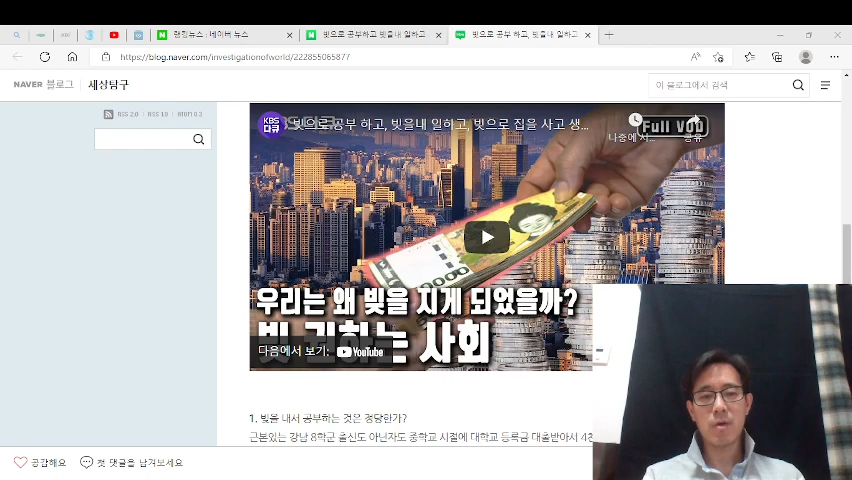 랭킹뉴스 : 네이버 뉴스
빚으로 공부하고 빚을내 일하고
빚으로 공부 하고, 빚을내 일하고
https://blog.naver.com/investigationofworld/222855065877
NAVER 블로그
세상탐구
이 블로그에서 검색
RSS 2.0 | RSS 1.0 | ATOM 0.3
KBS 다큐
빚으로 공부 하고, 빚을내 일하고, 빚으로 집을 사고 생...
Full VOD
나중에 시...
공유
우리는 왜 빚을 지게 되었을까?
사회
다음에서 보기: YouTube
1. 빚을 내서 공부하는 것은 정당한가?
근본있는 강남 8학군 출신도 아닌자도 중학교 시절에 대학교 등록금 대출받아서 4천
공감해요
첫 댓글을 남겨보세요